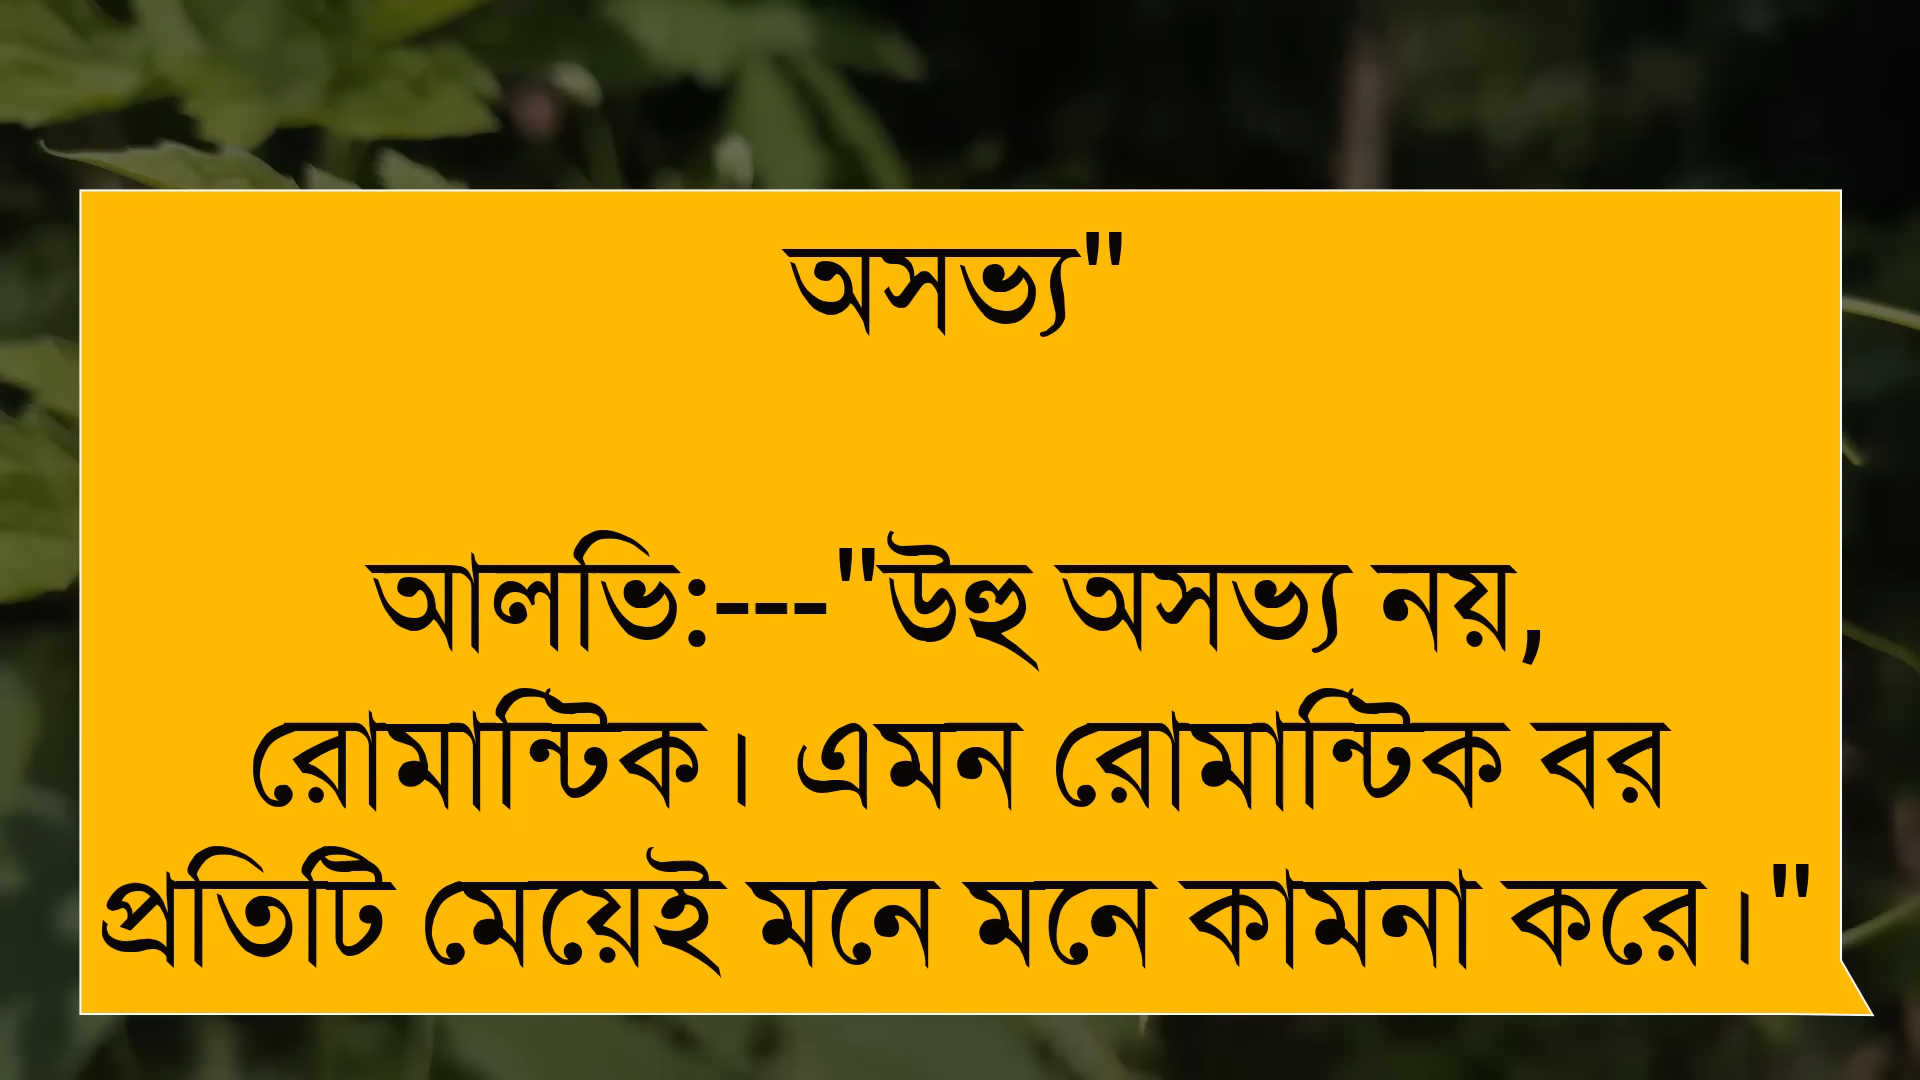 অসভ্য"
আলভি:---"উহু অসভ্য নয়,
রোমান্টিক। এমন রোমান্টিক বর
প্রতিটি মেয়েই মনে মনে কামনা করে।"